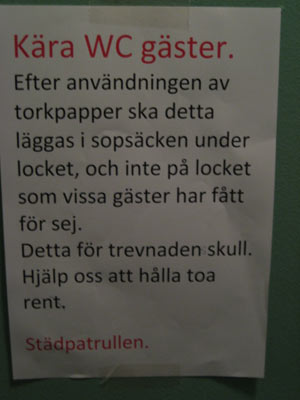 Kära WC gäster.
Efter användningen av
torkpapper ska detta
läggas i sopsäcken under
locket, och inte på locket
som vissa gäster har fått
för sej.
Detta för trevnaden skull.
Hjälp oss att hålla toa
rent.
Städpatrullen.